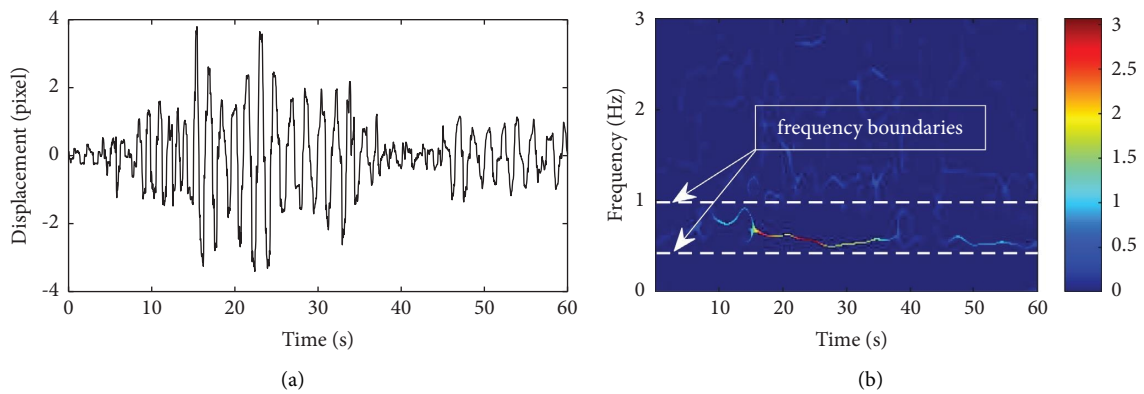 4
2
0
-2
-4
Displacement (pixel)
0 10 20 30 40 50 60
Time (s)
(a)
3
2
1
0
Frequency (Hz)
frequency boundaries
10 20 30 40 50 60
Time (s)
(b)
3
2.5
2
1.5
1
0.5
0